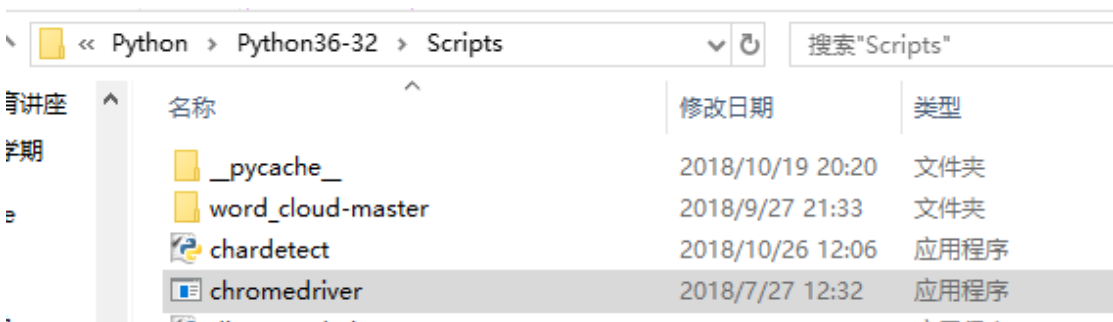 « Python > Python36-32 > Scripts 搜索"Scripts"
名称 修改日期 类型
讲座
学期
e
__pycache__ 2018/10/19 20:20 文件夹
word_cloud-master 2018/9/27 21:33 文件夹
chardetect 2018/10/26 12:06 应用程序
chromedriver 2018/7/27 12:32 应用程序